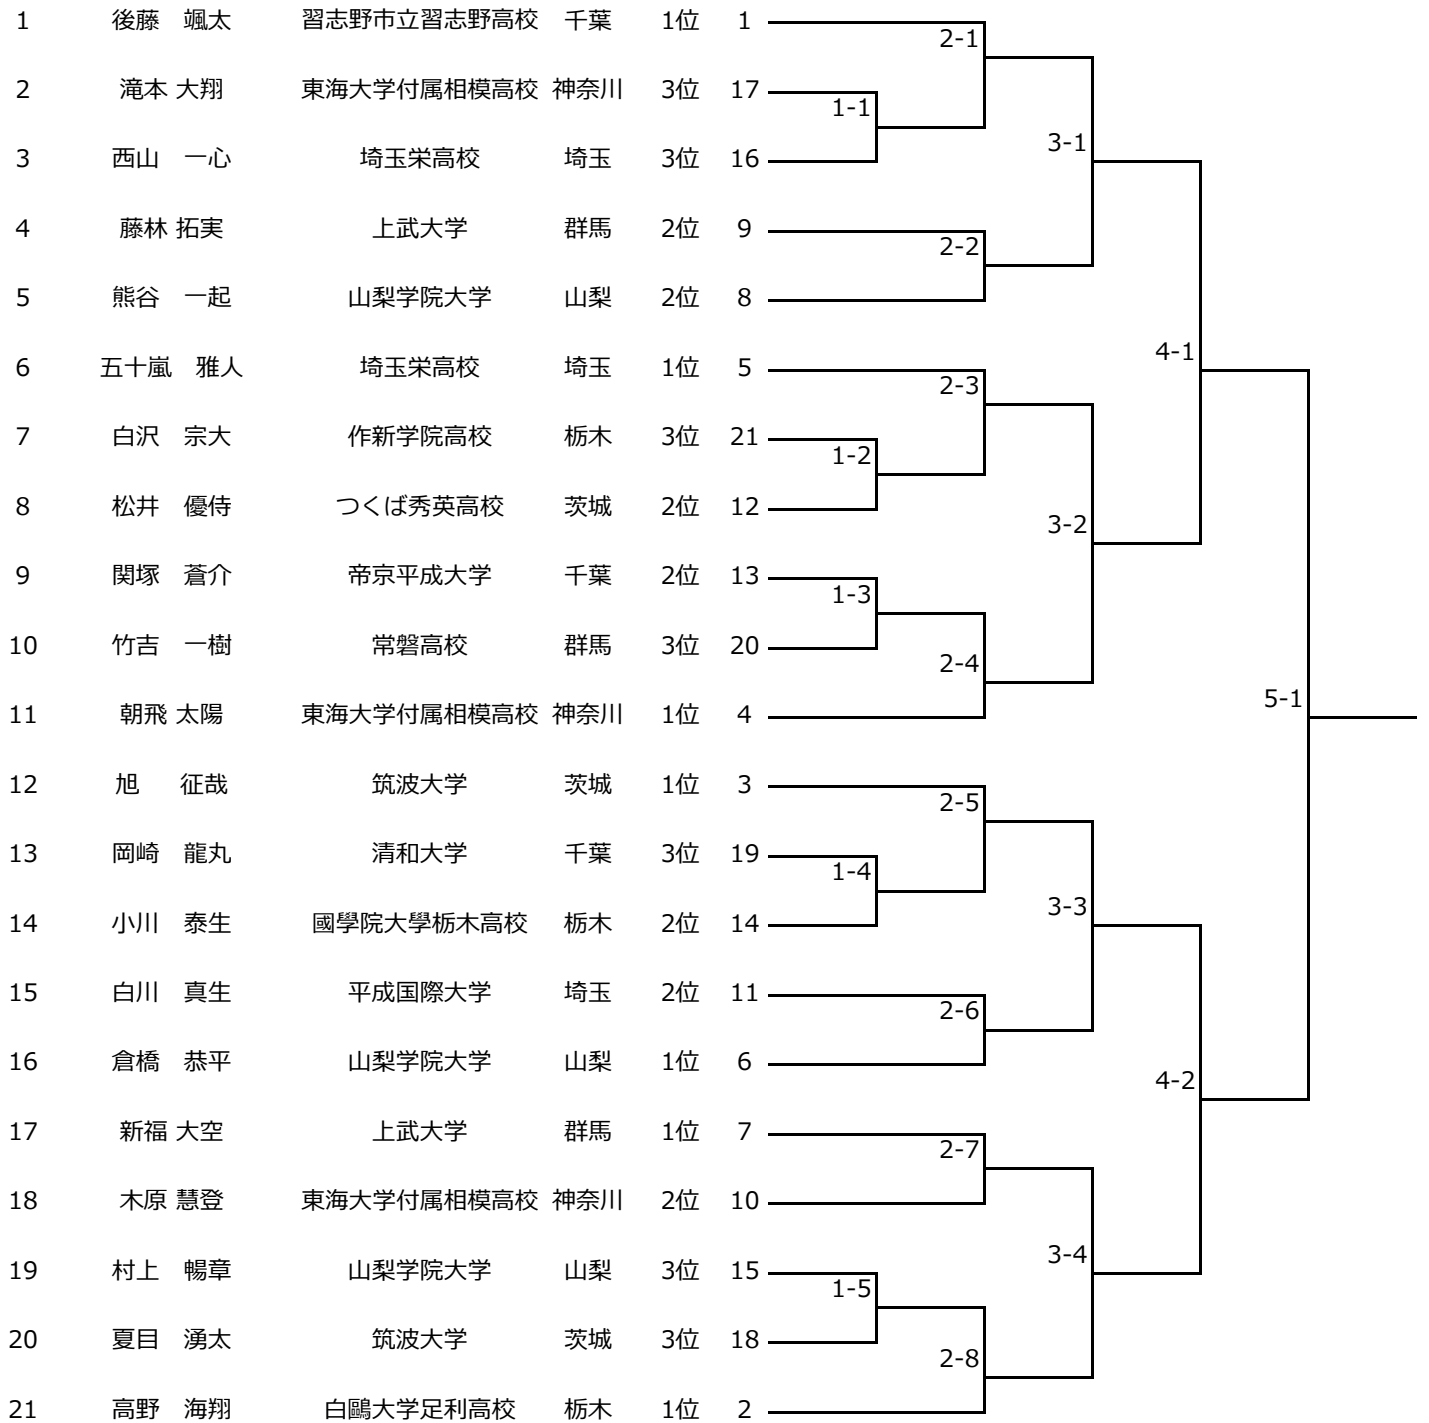 1 後藤 颯太 習志野市立習志野高校 千葉 1位 1
2-1
2 滝本 大翔 東海大学付属相模高校 神奈川 3位 17
1-1
3 西山 一心 埼玉栄高校 埼玉 3位 16
3-1
4 藤林 拓実 上武大学 群馬 2位 9
2-2
5 熊谷 一起 山梨学院大学 山梨 2位 8
4-1
6 五十嵐 雅人 埼玉栄高校 埼玉 1位 5
2-3
7 白沢 宗大 作新学院高校 栃木 3位 21
1-2
8 松井 優侍 つくば秀英高校 茨城 2位 12
3-2
9 関塚 蒼介 帝京平成大学 千葉 2位 13
1-3
10 竹吉 一樹 常磐高校 群馬 3位 20
2-4
11 朝飛 太陽 東海大学付属相模高校 神奈川 1位 4
5-1
12 旭 征哉 筑波大学 茨城 1位 3
2-5
13 岡崎 龍丸 清和大学 千葉 3位 19
1-4
14 小川 泰生 國學院大學栃木高校 栃木 2位 14
3-3
15 白川 真生 平成国際大学 埼玉 2位 11
2-6
16 倉橋 恭平 山梨学院大学 山梨 1位 6
4-2
17 新福 大空 上武大学 群馬 1位 7
2-7
18 木原 慧登 東海大学付属相模高校 神奈川 2位 10
3-4
19 村上 暢章 山梨学院大学 山梨 3位 15
1-5
20 夏目 湧太 筑波大学 茨城 3位 18
2-8
21 高野 海翔 白鷗大学足利高校 栃木 1位 2